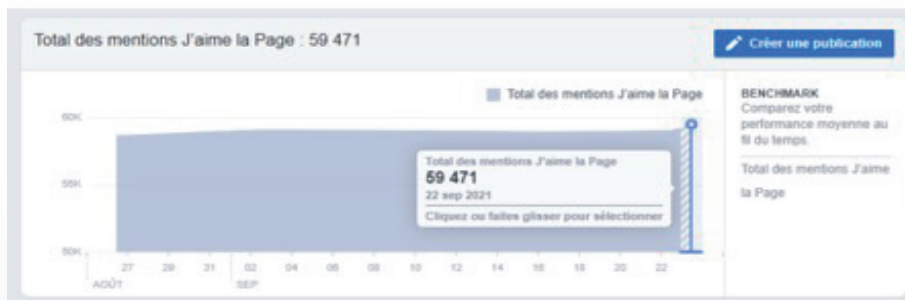 Total des mentions J'aime la Page : 59 471
Créer une publication
Total des mentions J'aime la Page
BENCHMARK
Comparez votre
performance moyenne au
fil du temps.
Total des mentions J'aime
la Page
60K
55K
50K
Total des mentions J'aime la Page
59 471
22 sep 2021
Cliquez ou faites glisser pour sélectionner
27 29 31 02 04 06 08 10 12 14 16 18 20 22
AOÛT SEP